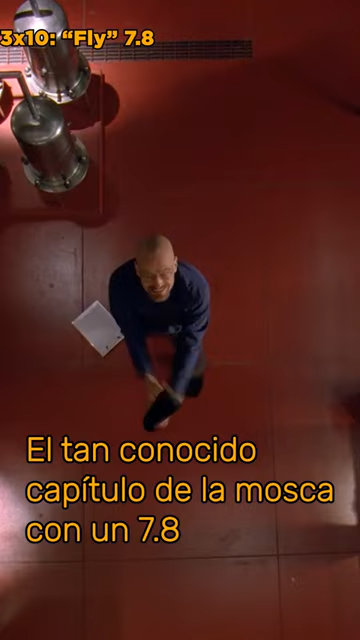 3x10: “Fly” 7.8
El tan conocido
capítulo de la mosca
con un 7.8